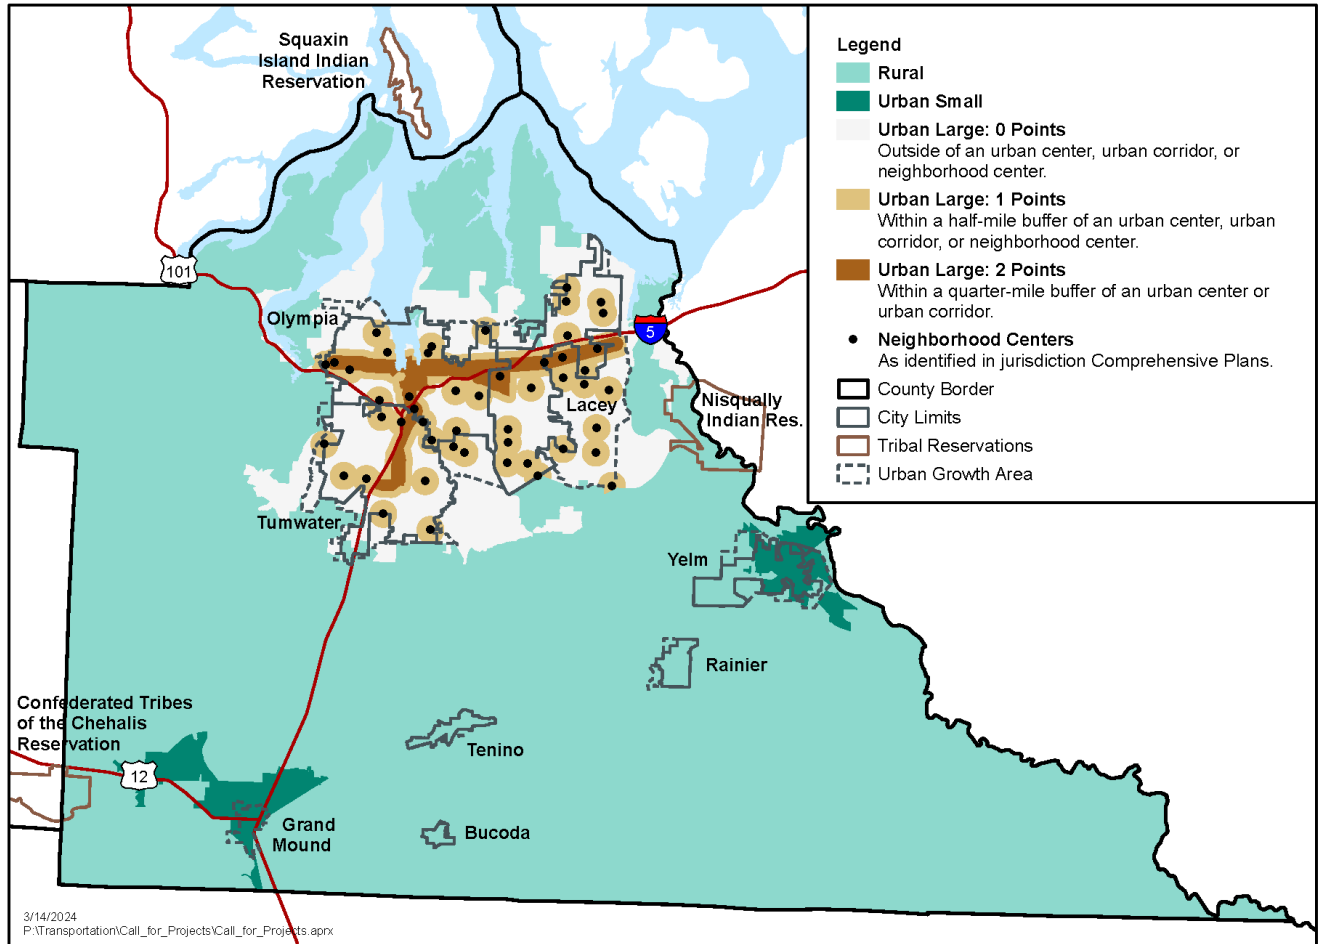 Squaxin
Island Indian
Reservation
101
Olympia
5
Lacey
Nisqually
Indian Res.
Tumwater
Yelm
Rainier
Confederated Tribes
of the Chehalis
Reservation
12
Tenino
Grand
Mound
Bucoda
Legend
Rural
Urban Small
Urban Large: 0 Points
Outside of an urban center, urban corridor, or
neighborhood center.
Urban Large: 1 Points
Within a half-mile buffer of an urban center, urban
corridor, or neighborhood center.
Urban Large: 2 Points
Within a quarter-mile buffer of an urban center or
urban corridor.
Neighborhood Centers
As identified in jurisdiction Comprehensive Plans.
County Border
City Limits
Tribal Reservations
Urban Growth Area
3/14/2024
P:\Transportation\Call_for_Projects\Call_for_Projects.aprx